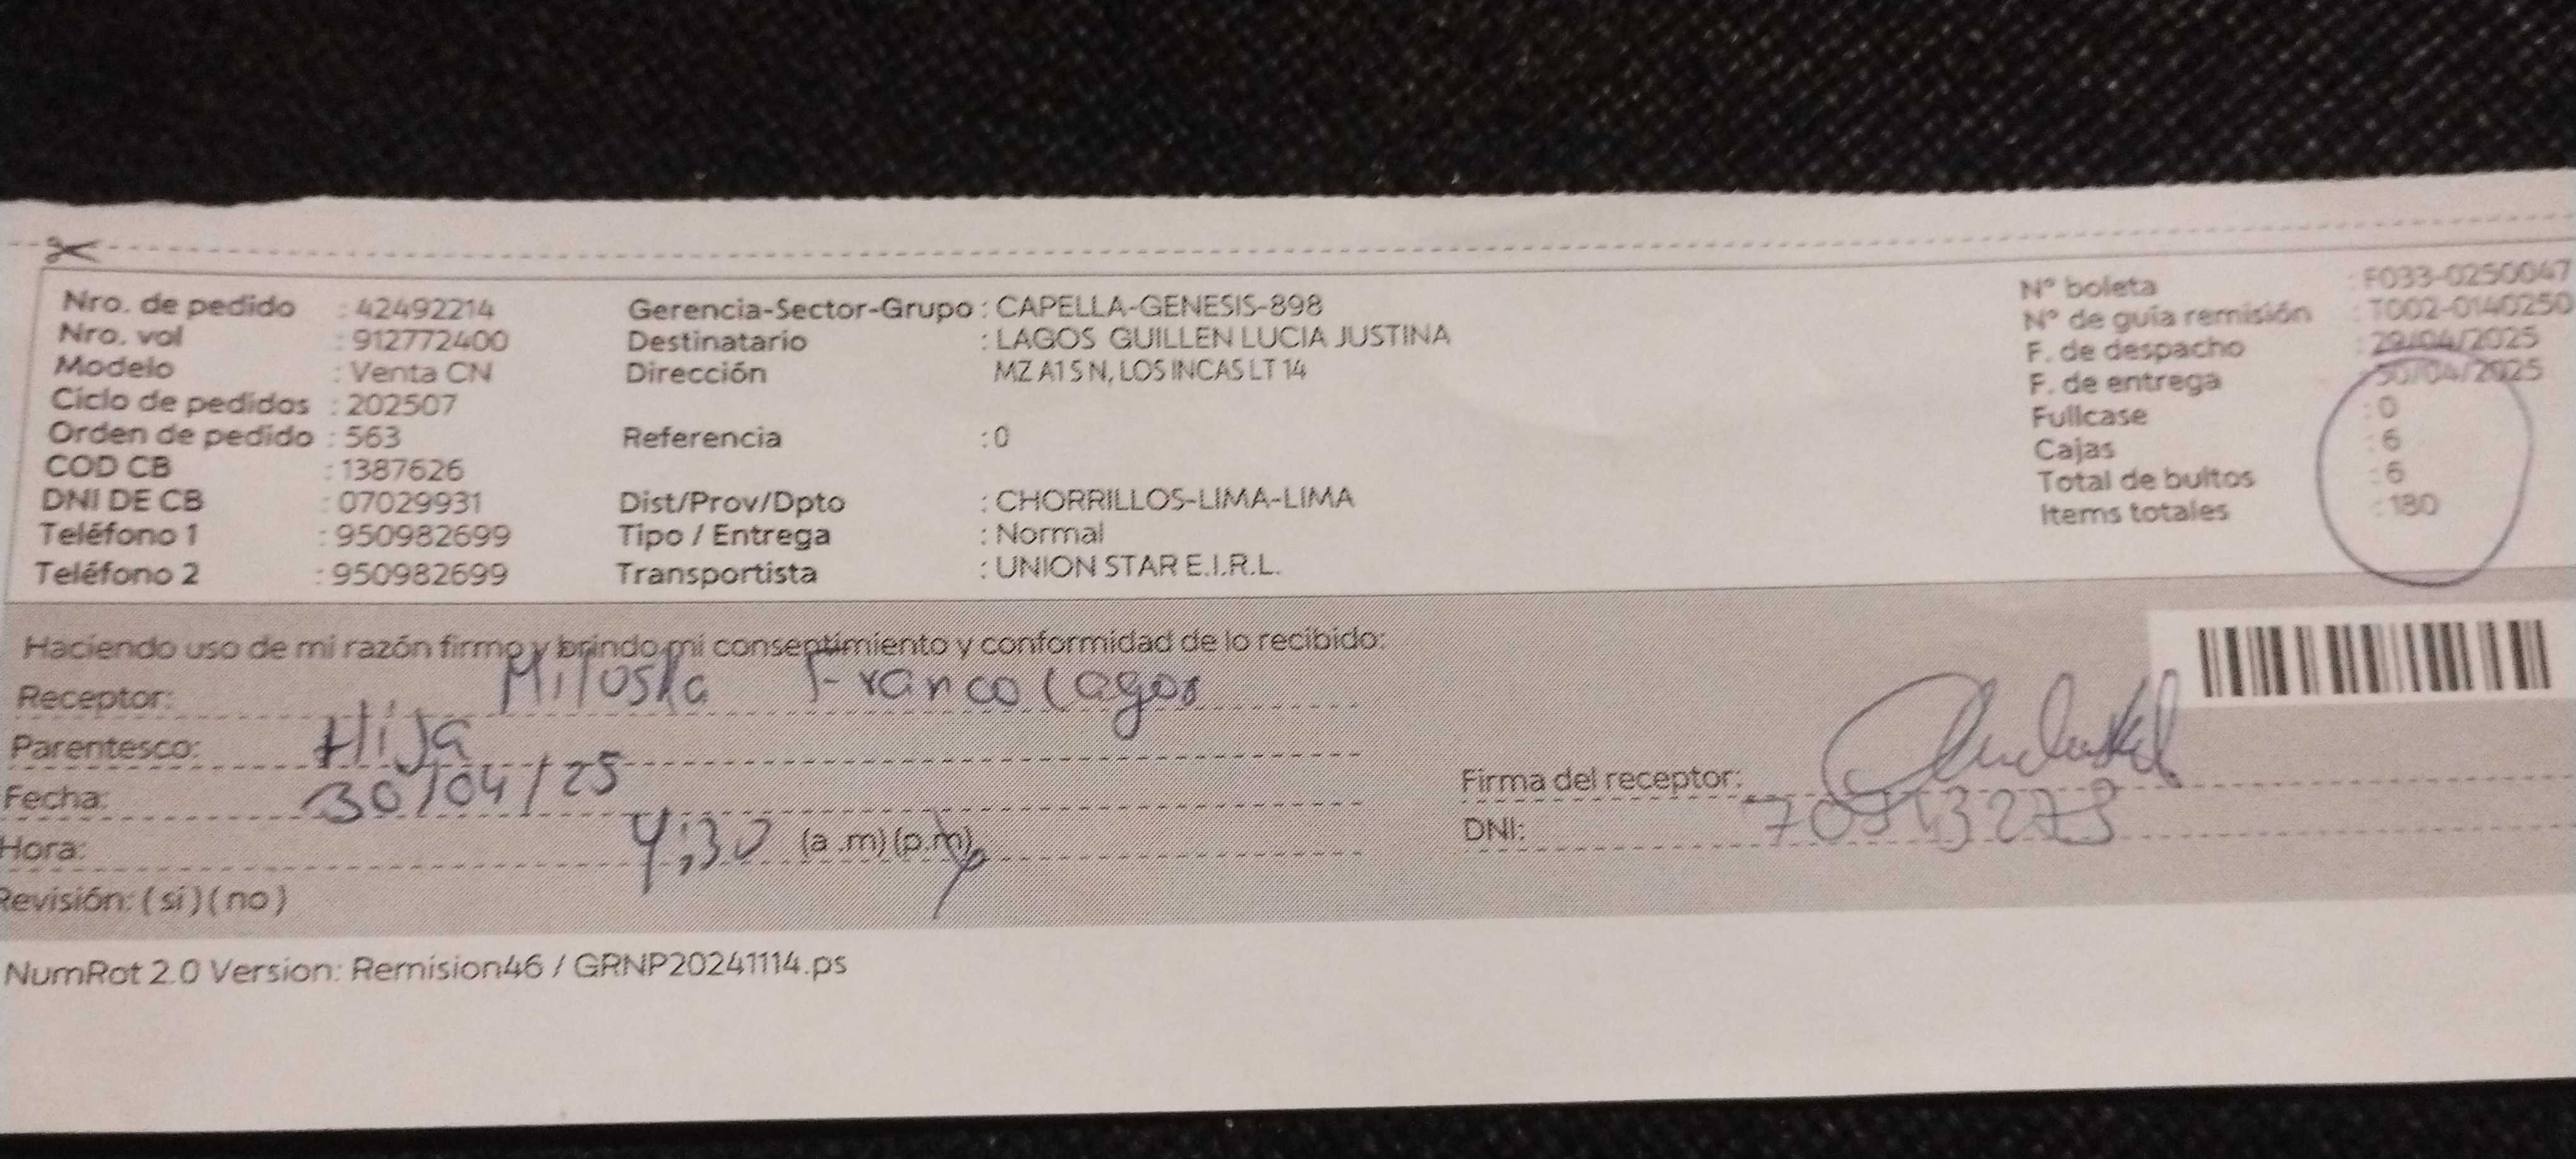 Nro. de pedido : 42492214
Nro. vol : 912772400
Modelo : Venta CN
Ciclo de pedidos : 202507
Orden de pedido : 563
COD CB : 1387626
DNI DE CB : 07029931
Teléfono 1 : 950982699
Teléfono 2 : 950982699
Gerencia-Sector-Grupo : CAPELLA-GENESIS-898
Destinatario : LAGOS GUILLEN LUCIA JUSTINA
Dirección MZ A1 S N, LOS INCAS LT 14
Referencia : 0
Dist/Prov/Dpto : CHORRILLOS-LIMA-LIMA
Tipo / Entrega : Normal
Transportista : UNION STAR E.I.R.L.
N° boleta : F033-0250047
N° de guía remisión : T002-0140250
F. de despacho : 29/04/2025
F. de entrega : 30/04/2025
Fullcase : 0
Cajas : 6
Total de bultos : 6
Items totales : 180
Haciendo uso de mi razón firmo y brindo mi consentimiento y conformidad de lo recibido:
Receptor: Miloska Franco Lagos
Parentesco: Hija
Fecha: 30/04/25
Hora: 4:30 (a .m) (p.m)
Revisión: ( si ) ( no )
Firma del receptor:
DNI:
NumRot 2.0 Version: Remision46 / GRNP20241114.ps